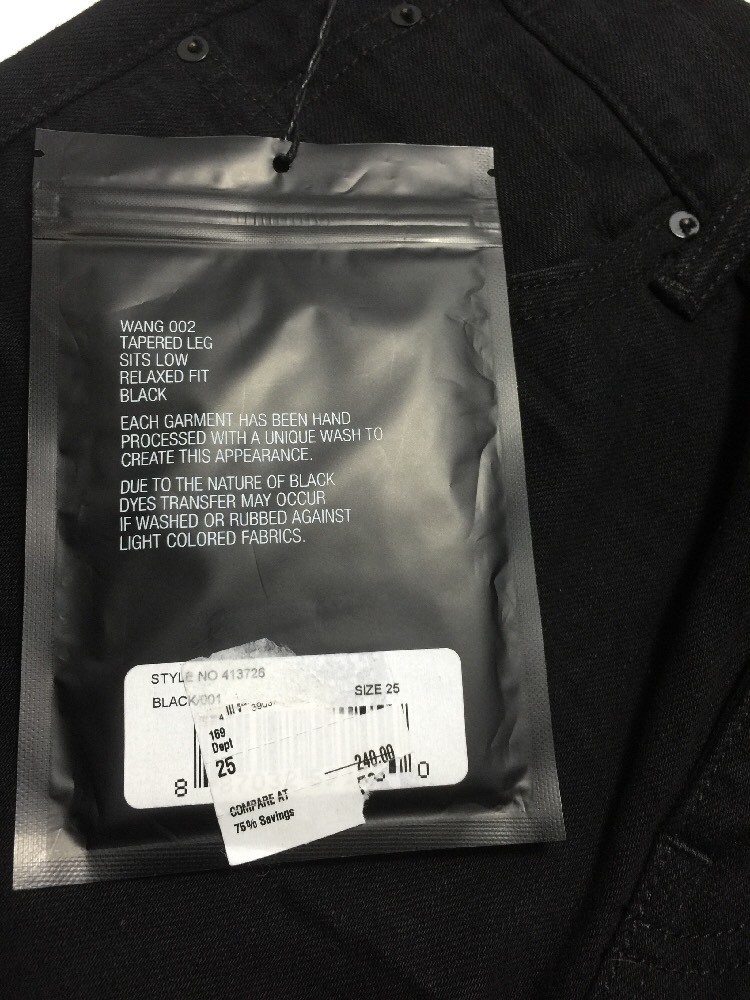 WANG 002
TAPERED LEG
SITS LOW
RELAXED FIT
BLACK
EACH GARMENT HAS BEEN HAND
PROCESSED WITH A UNIQUE WASH TO
CREATE THIS APPEARANCE.
DUE TO THE NATURE OF BLACK
DYES TRANSFER MAY OCCUR
IF WASHED OR RUBBED AGAINST
LIGHT COLORED FABRICS.
STYLE NO 413726
BLACK/001
SIZE 25
169
Dept
25
240.00
8
0
COMPARE AT
75% Savings